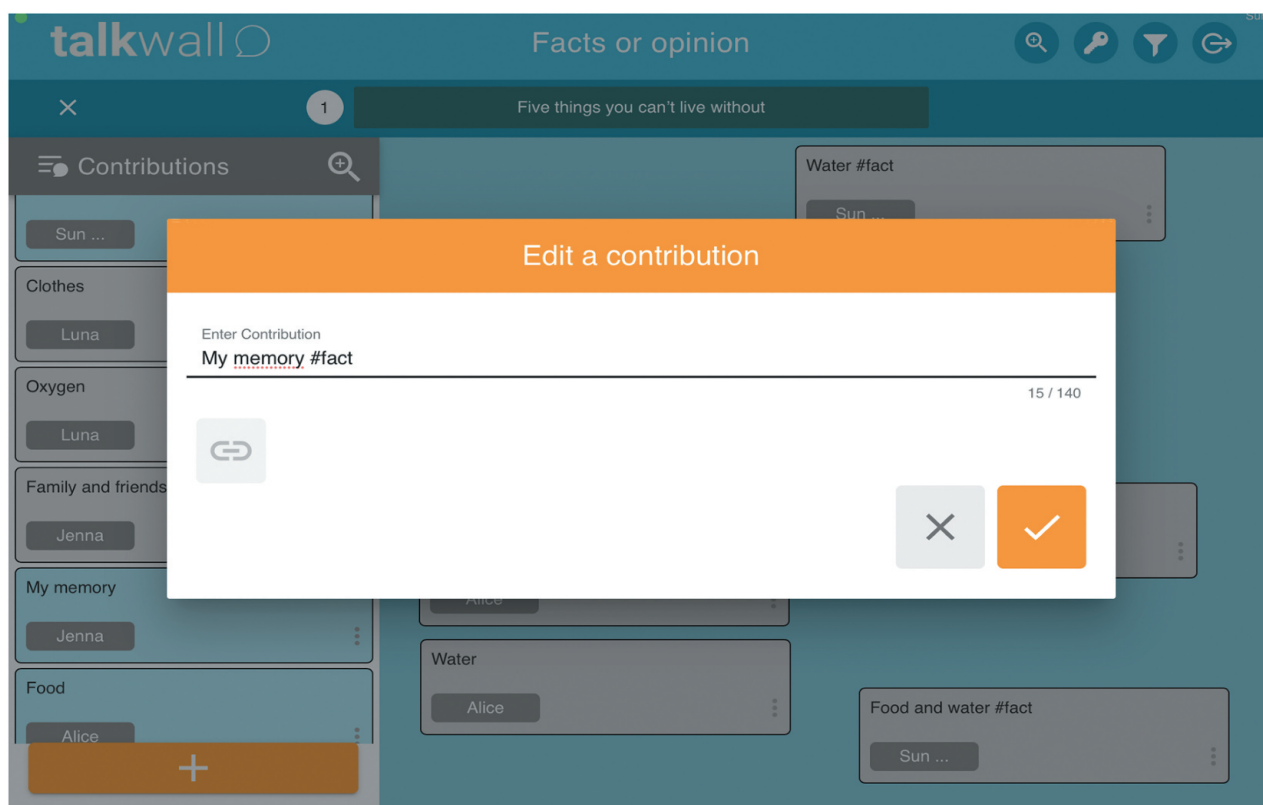 talkwall
Facts or opinion
1
Five things you can't live without
Contributions
Sun ...
Clothes
Luna
Oxygen
Luna
Family and friends
Jenna
My memory
Jenna
Food
Alice
+
Water #fact
Sun ...
Edit a contribution
Enter Contribution
My memory #fact
15 / 140
Alice
Water
Alice
Food and water #fact
Sun ...